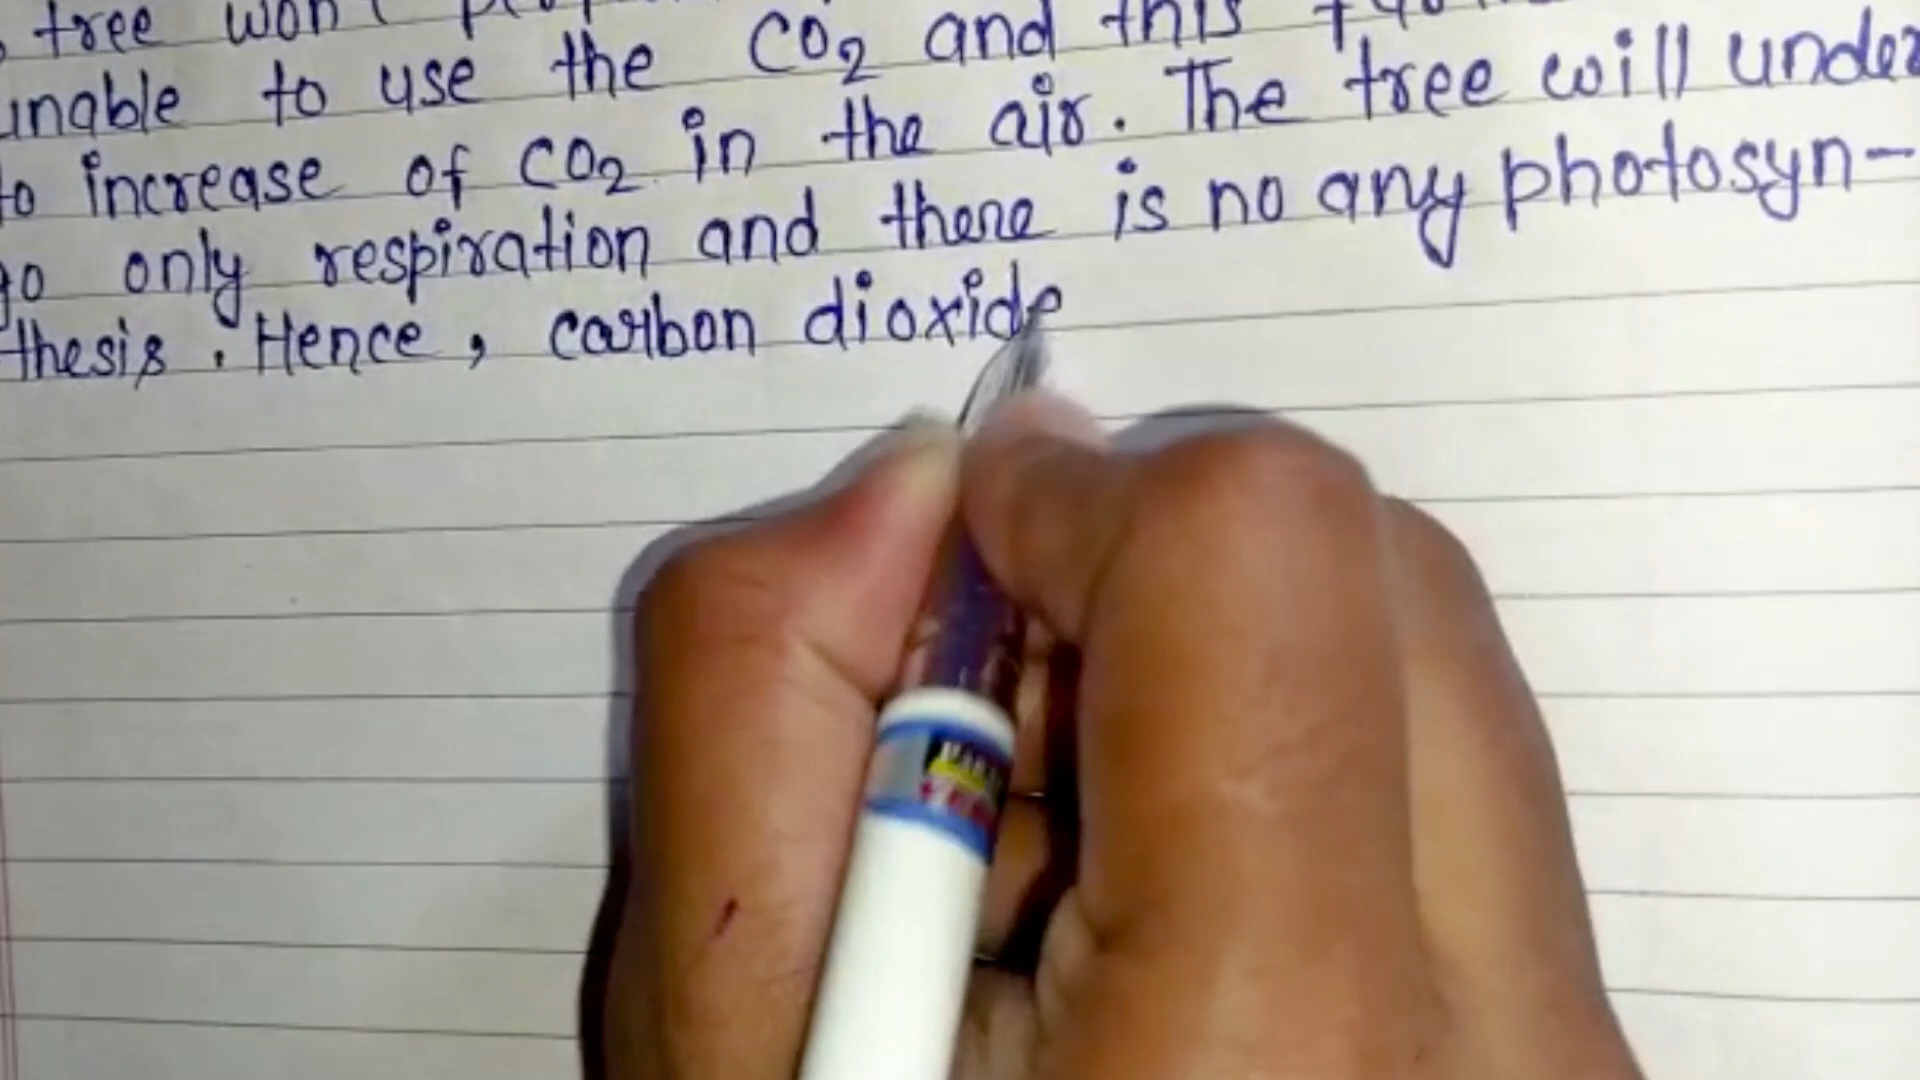 tree won't
unable to use the CO2 and this
to increase of CO2 in the air. The tree will under
go only respiration and there is no any photosyn-
thesis. Hence, carbon dioxide